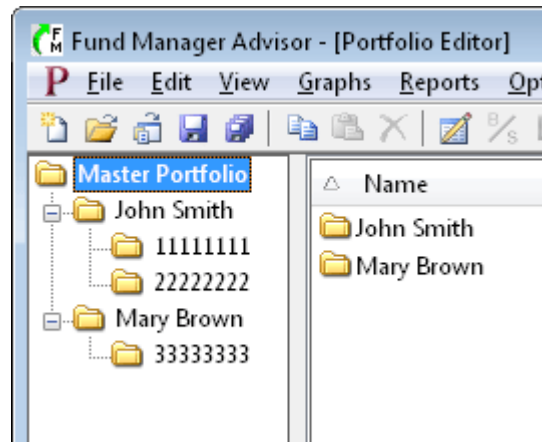 Fund Manager Advisor - [Portfolio Editor]
File Edit View Graphs Reports Opt
Master Portfolio
John Smith
11111111
22222222
Mary Brown
33333333
Name
John Smith
Mary Brown